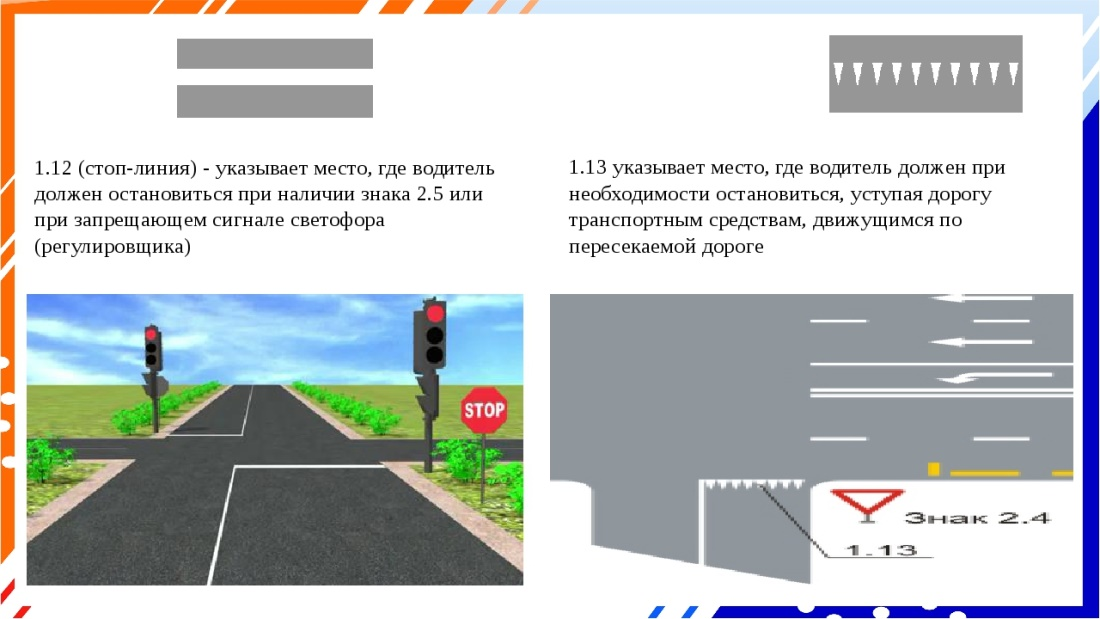 1.12 (стоп-линия) - указывает место, где водитель
должен остановиться при наличии знака 2.5 или
при запрещающем сигнале светофора
(регулировщика)
1.13 указывает место, где водитель должен при
необходимости остановиться, уступая дорогу
транспортным средствам, движущимся по
пересекаемой дороге
STOP
Знак 2.4
1.13